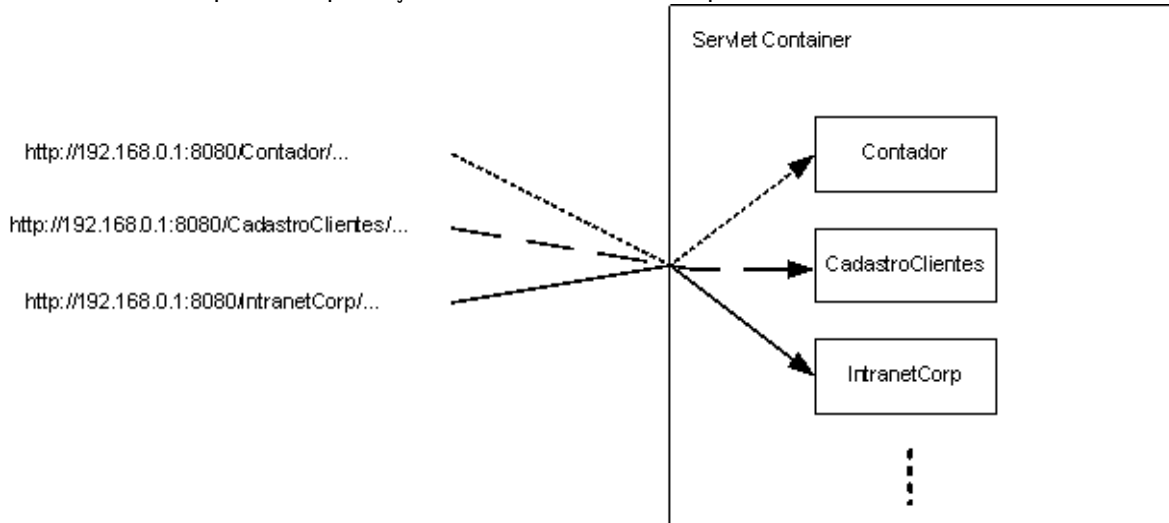 Servlet Container
http://192.168.0.1:8080/Contador/...
Contador
http://192.168.0.1:8080/CadastroClientes/...
CadastroClientes
http://192.168.0.1:8080/IntranetCorp/...
IntranetCorp